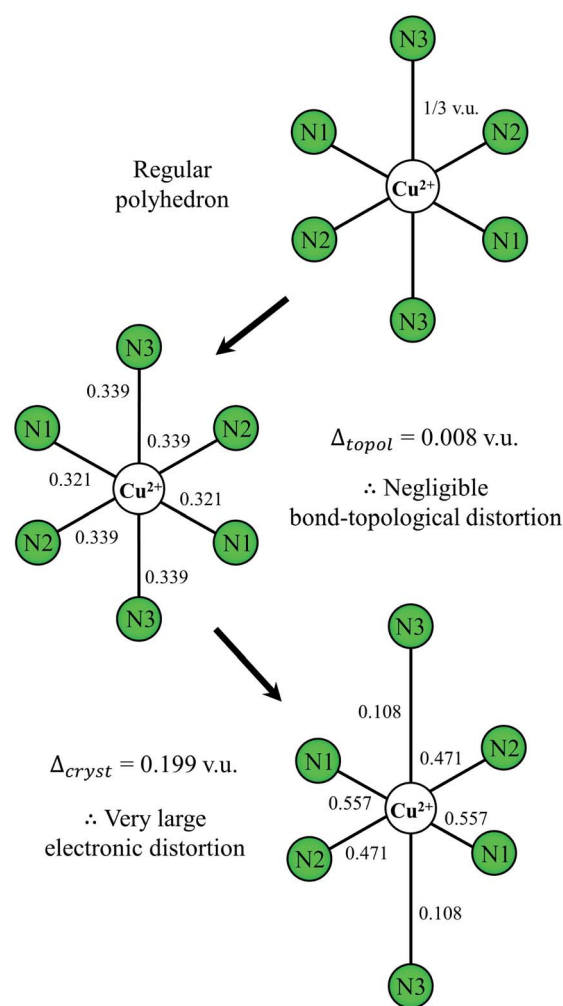 N3
1/3 v.u.
N1
N2
Regular
polyhedron
Cu²⁺
N2
N1
N3
N3
0.339
N1
N2
0.339
Δtopol = 0.008 v.u.
0.321
Cu²⁺
0.321
∴ Negligible
bond-topological distortion
N2
0.339
N1
0.339
N3
N3
0.108
Δcryst = 0.199 v.u.
N1
0.471
N2
0.557
Cu²⁺
0.557
∴ Very large
electronic distortion
N2
0.471
N1
0.108
N3